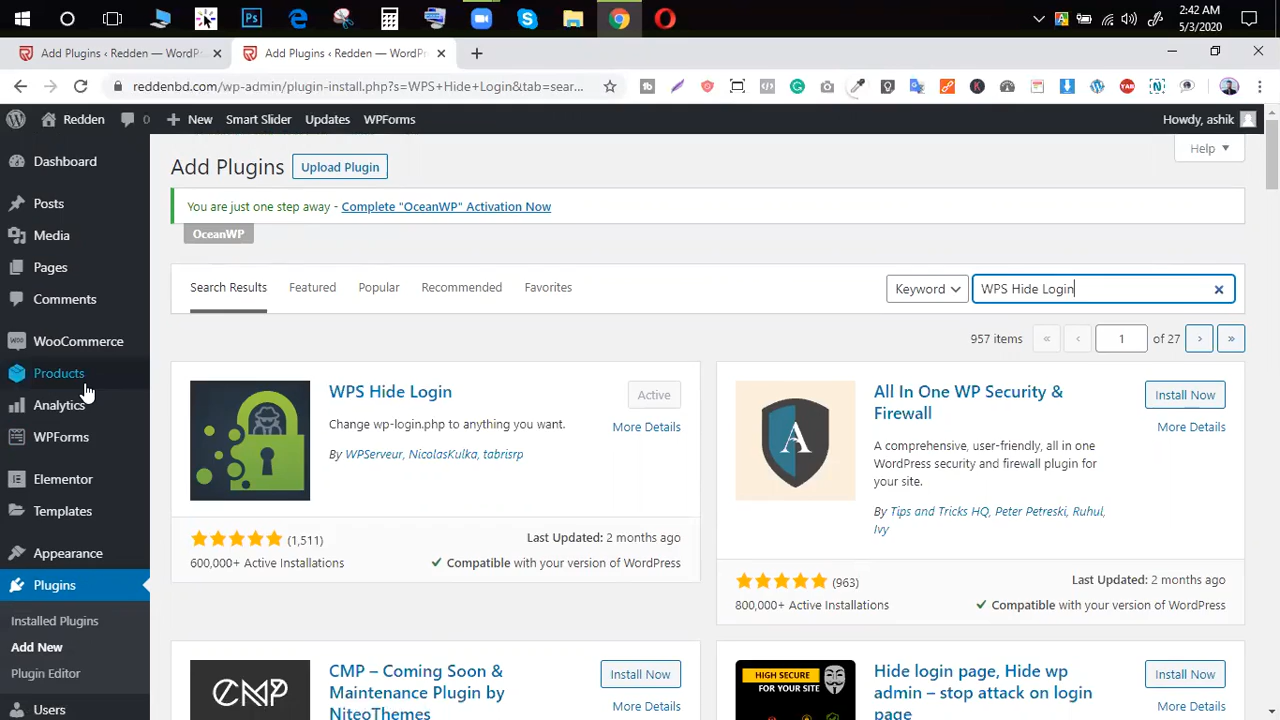 2:42 AM
5/3/2020
Add Plugins ‹ Redden — WordP
Add Plugins ‹ Redden — WordPr
reddenbd.com/wp-admin/plugin-install.php?s=WPS+Hide+Login&tab=sear...
Redden
0
New
Smart Slider
Updates
WPForms
Howdy, ashik
Dashboard
Posts
Media
Pages
Comments
WooCommerce
Products
Analytics
WPForms
Elementor
Templates
Appearance
Plugins
Installed Plugins
Add New
Plugin Editor
Users
Add Plugins
Upload Plugin
Help
You are just one step away - Complete "OceanWP" Activation Now
OceanWP
Search Results
Featured
Popular
Recommended
Favorites
Keyword
WPS Hide Login
957 items
«
‹
1
of 27
›
»
WPS Hide Login
Active
Change wp-login.php to anything you want.
More Details
By WPServeur, NicolasKulka, tabrisrp
(1,511)
Last Updated: 2 months ago
600,000+ Active Installations
Compatible with your version of WordPress
All In One WP Security &
Firewall
Install Now
More Details
A comprehensive, user-friendly, all in one
WordPress security and firewall plugin for
your site.
By Tips and Tricks HQ, Peter Petreski, Ruhul,
Ivy
(963)
Last Updated: 2 months ago
800,000+ Active Installations
Compatible with your version of WordPress
CMP – Coming Soon &
Maintenance Plugin by
NiteoThemes
Install Now
More Details
HIGH SECURE
FOR YOUR SITE
Hide login page, Hide wp
admin – stop attack on login
page
Install Now
More Details